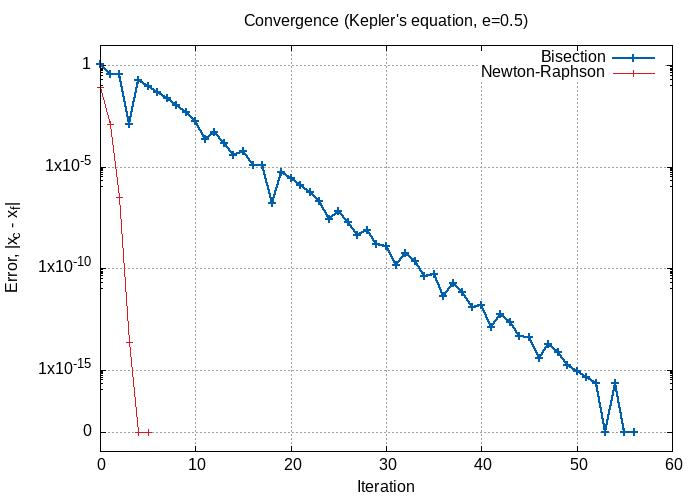 Convergence (Kepler's equation, e=0.5)
Bisection
Newton-Raphson
1
1x10-5
1x10-10
1x10-15
0
Error, |xc - xf|
0 10 20 30 40 50 60
Iteration